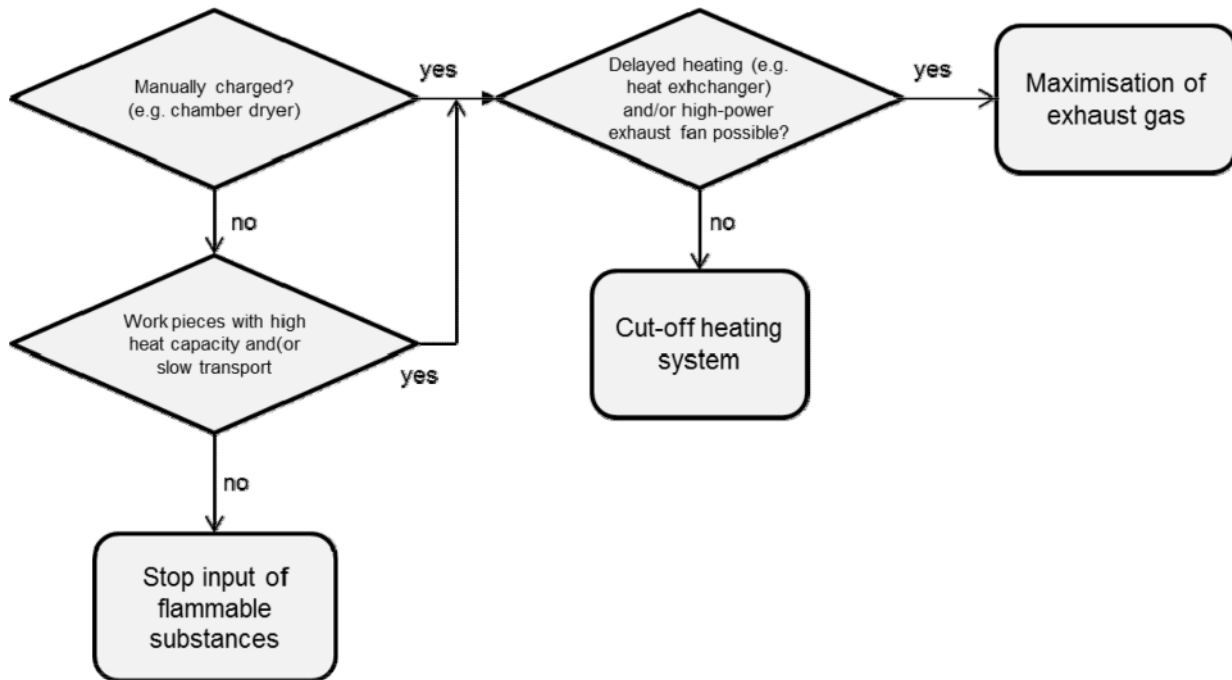 Manually charged?
(e.g. chamber dryer)
yes
Delayed heating (e.g.
heat exhchanger)
and/or high-power
exhaust fan possible?
yes
Maximisation of
exhaust gas
no
no
Work pieces with high
heat capacity and(or
slow transport
yes
Cut-off heating
system
no
Stop input of
flammable
substances